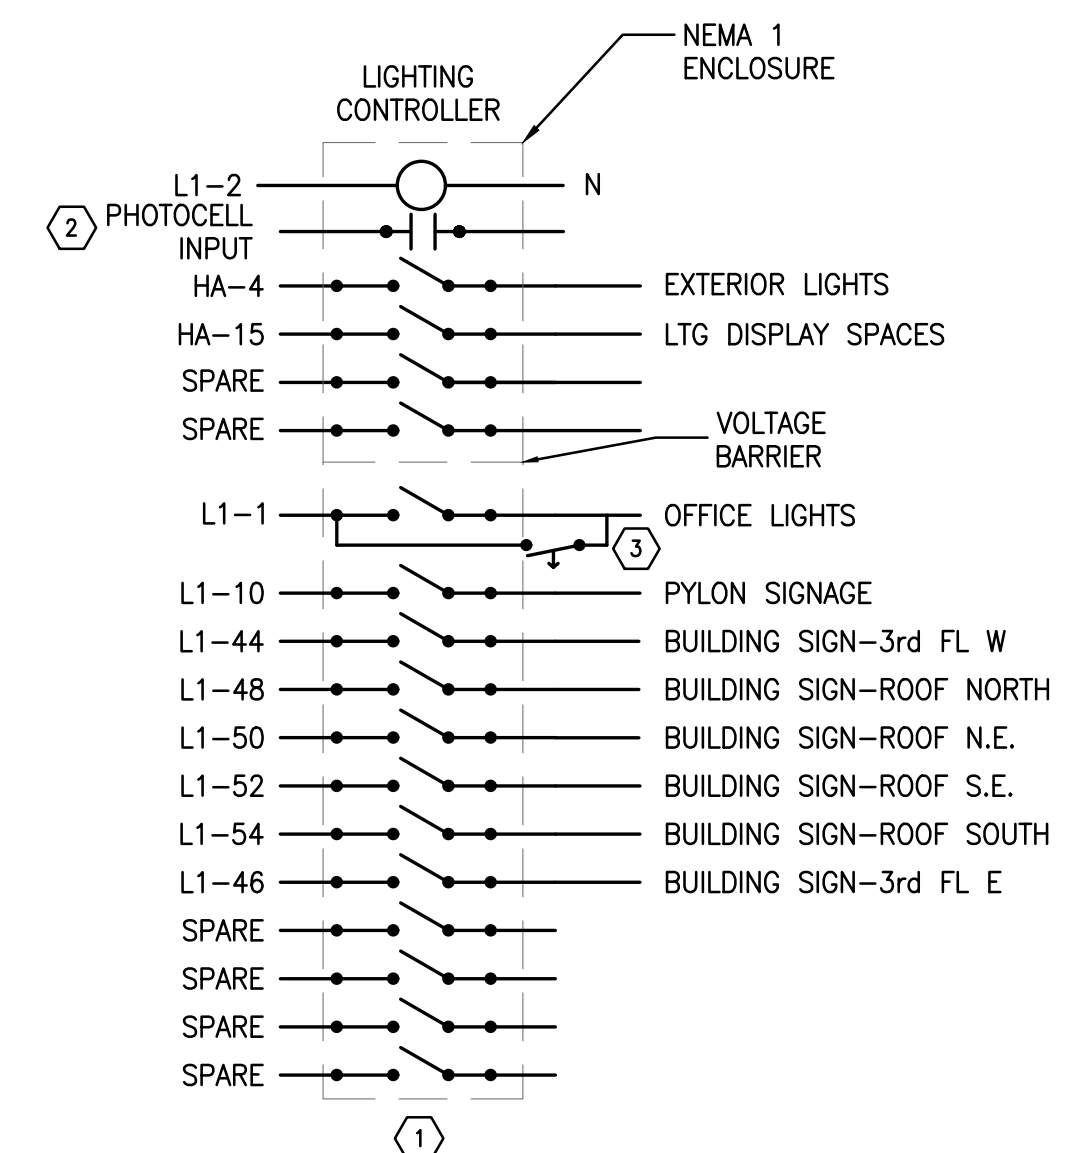 NEMA 1
ENCLOSURE
LIGHTING
CONTROLLER
L1-2
N
2
PHOTOCELL
INPUT
HA-4
EXTERIOR LIGHTS
HA-15
LTG DISPLAY SPACES
SPARE
SPARE
VOLTAGE
BARRIER
L1-1
OFFICE LIGHTS
3
L1-10
PYLON SIGNAGE
L1-44
BUILDING SIGN-3rd FL W
L1-48
BUILDING SIGN-ROOF NORTH
L1-50
BUILDING SIGN-ROOF N.E.
L1-52
BUILDING SIGN-ROOF S.E.
L1-54
BUILDING SIGN-ROOF SOUTH
L1-46
BUILDING SIGN-3rd FL E
SPARE
SPARE
SPARE
SPARE
1